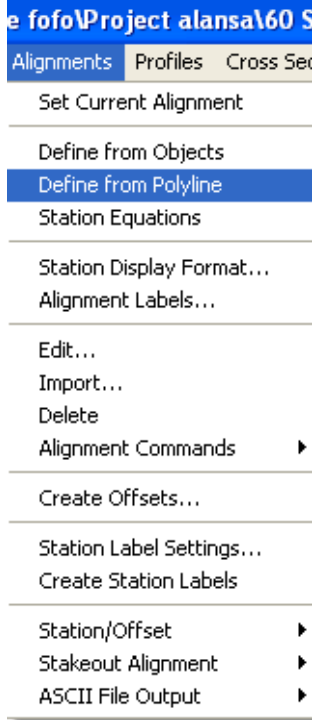 e fofo\Project alansa\60 S
Alignments Profiles Cross Sec
Set Current Alignment
Define from Objects
Define from Polyline
Station Equations
Station Display Format...
Alignment Labels...
Edit...
Import...
Delete
Alignment Commands
Create Offsets...
Station Label Settings...
Create Station Labels
Station/Offset
Stakeout Alignment
ASCII File Output